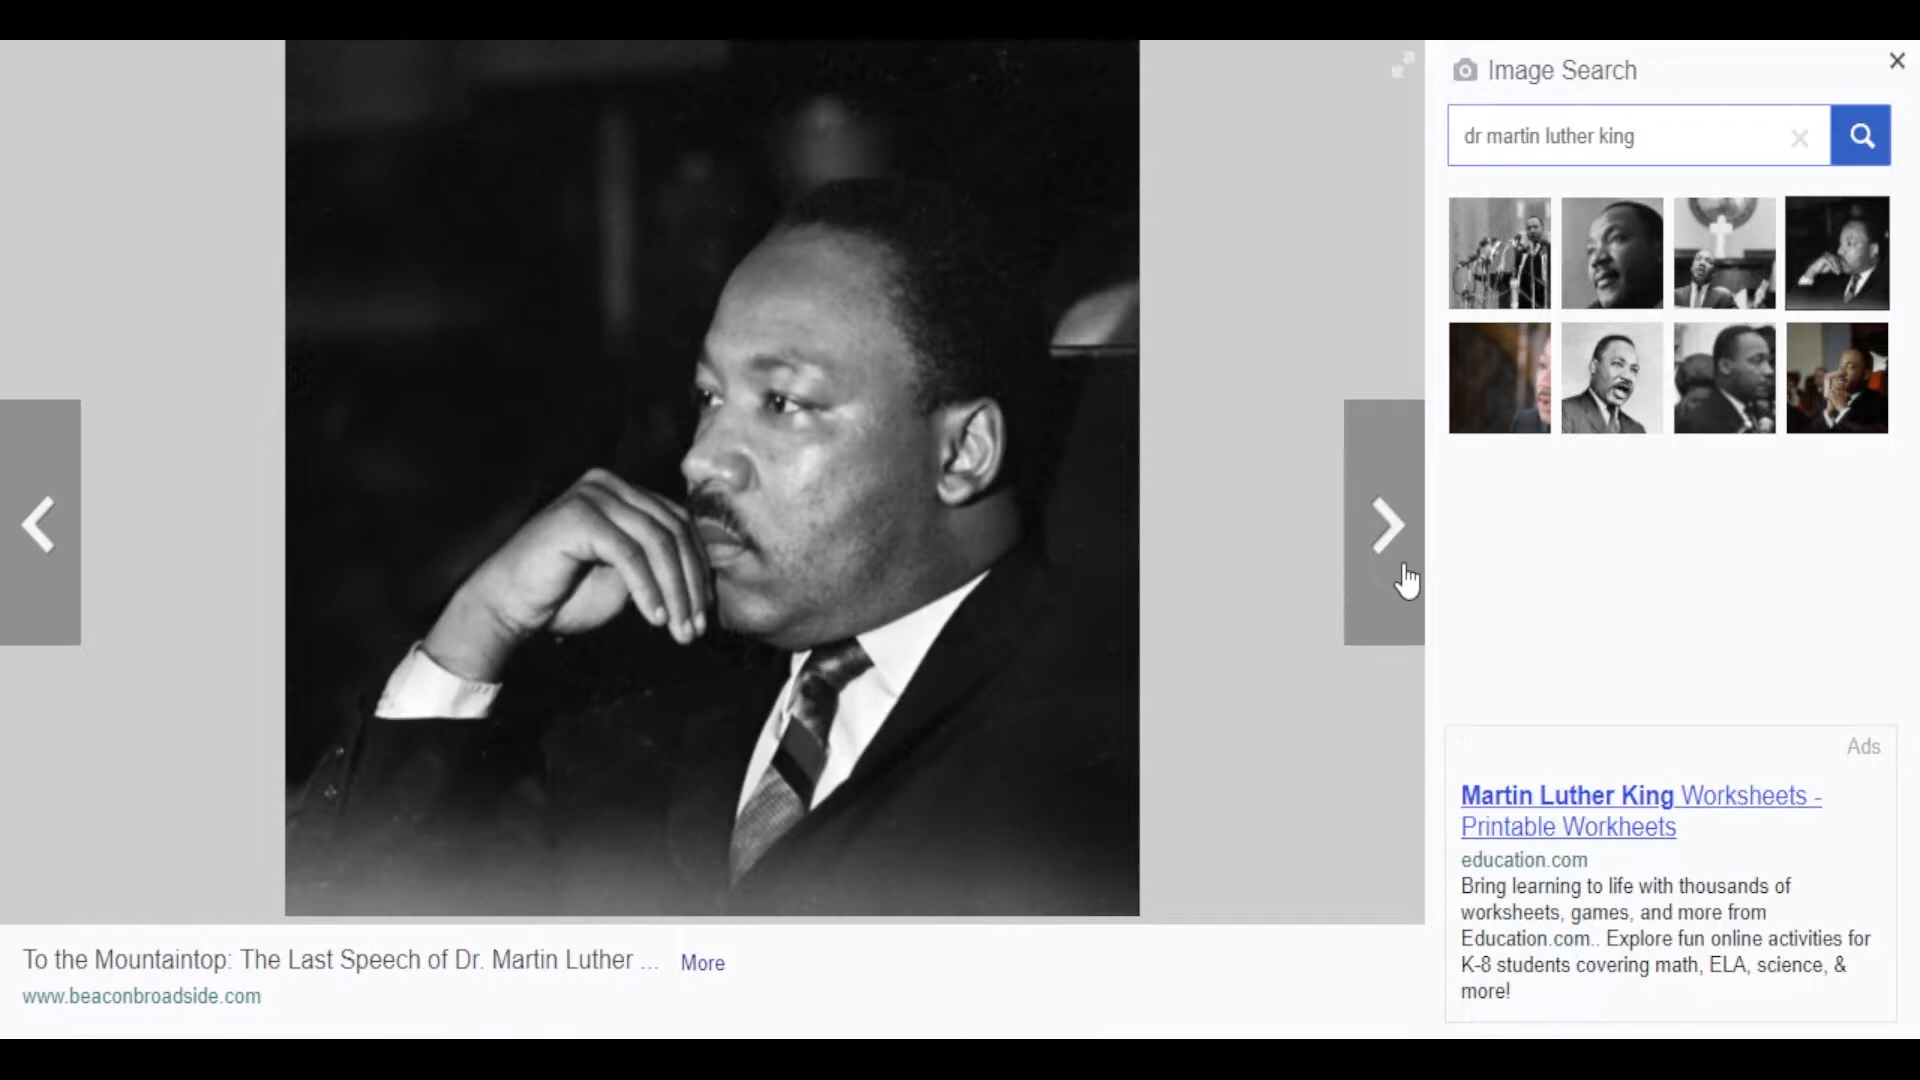 Image Search
dr martin luther king
To the Mountaintop: The Last Speech of Dr. Martin Luther ... More
www.beaconbroadside.com
Ads
Martin Luther King Worksheets -
Printable Workheets
education.com
Bring learning to life with thousands of
worksheets, games, and more from
Education.com.. Explore fun online activities for
K-8 students covering math, ELA, science, &
more!